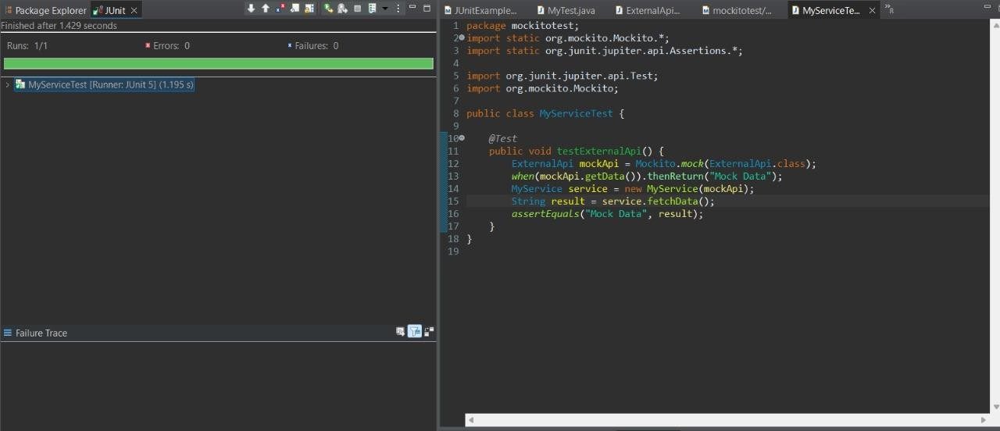 Package Explorer
JUnit
Finished after 1.429 seconds
Runs: 1/1
Errors: 0
Failures: 0
MyServiceTest [Runner: JUnit 5] (1.195 s)
Failure Trace
JUnitExample...
MyTest.java
ExternalApi...
mockitotest/...
MyServiceTe...
1 package mockitotest;
2 import static org.mockito.Mockito.*;
3 import static org.junit.jupiter.api.Assertions.*;
4
5 import org.junit.jupiter.api.Test;
6 import org.mockito.Mockito;
7
8 public class MyServiceTest {
9
10     @Test
11     public void testExternalApi() {
12         ExternalApi mockApi = Mockito.mock(ExternalApi.class);
13         when(mockApi.getData()).thenReturn("Mock Data");
14         MyService service = new MyService(mockApi);
15         String result = service.fetchData();
16         assertEquals("Mock Data", result);
17     }
18 }
19